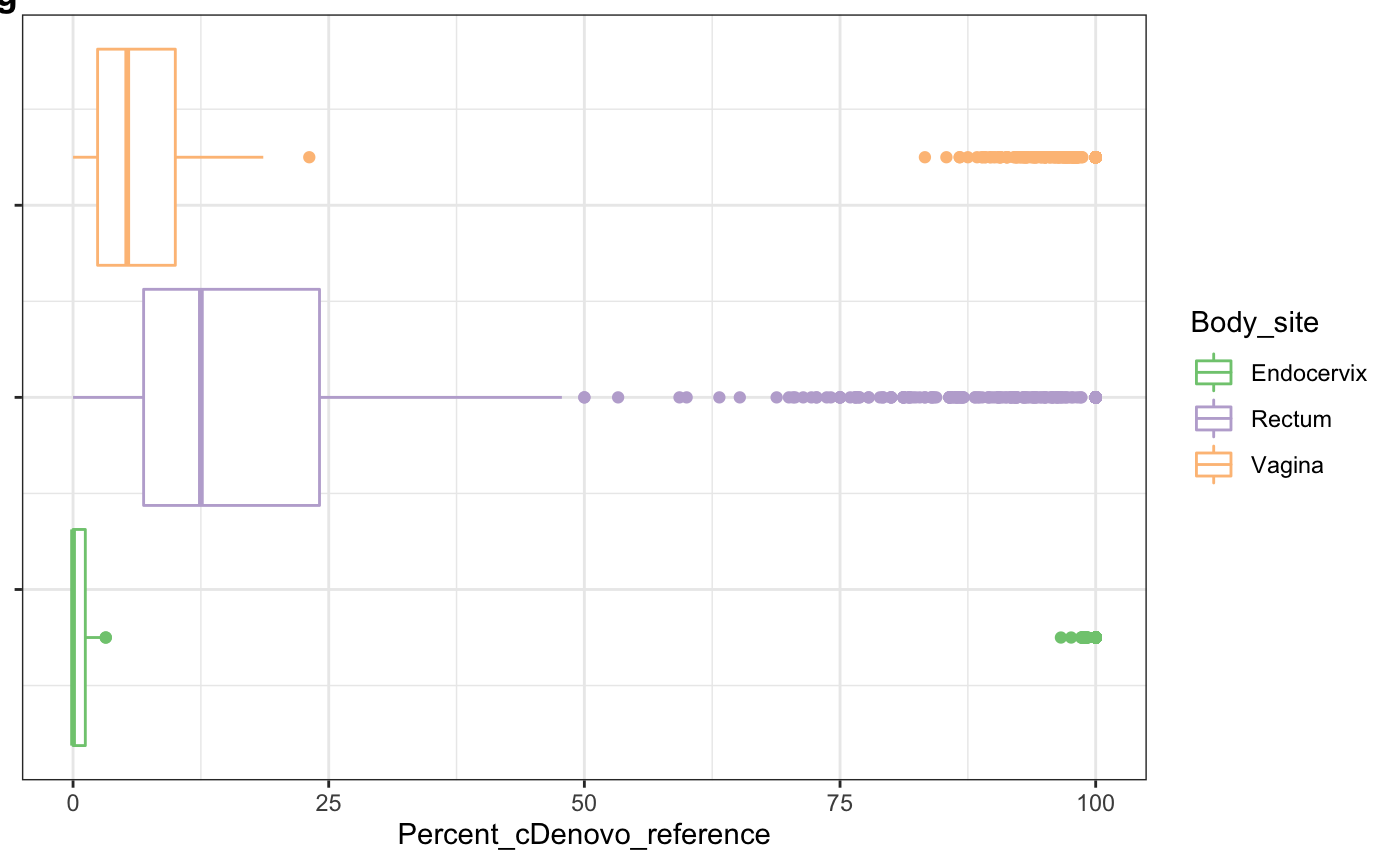 g
Body_site
Endocervix
Rectum
Vagina
0 25 50 75 100
Percent_cDenovo_reference